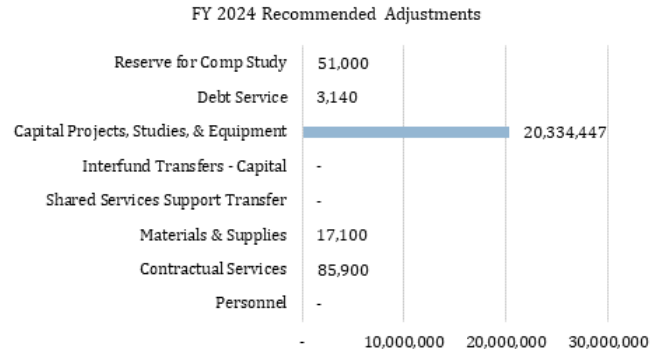 FY 2024 Recommended Adjustments
Reserve for Comp Study 51,000
Debt Service 3,140
Capital Projects, Studies, & Equipment 20,334,447
Interfund Transfers - Capital -
Shared Services Support Transfer -
Materials & Supplies 17,100
Contractual Services 85,900
Personnel -
- 10,000,000 20,000,000 30,000,000